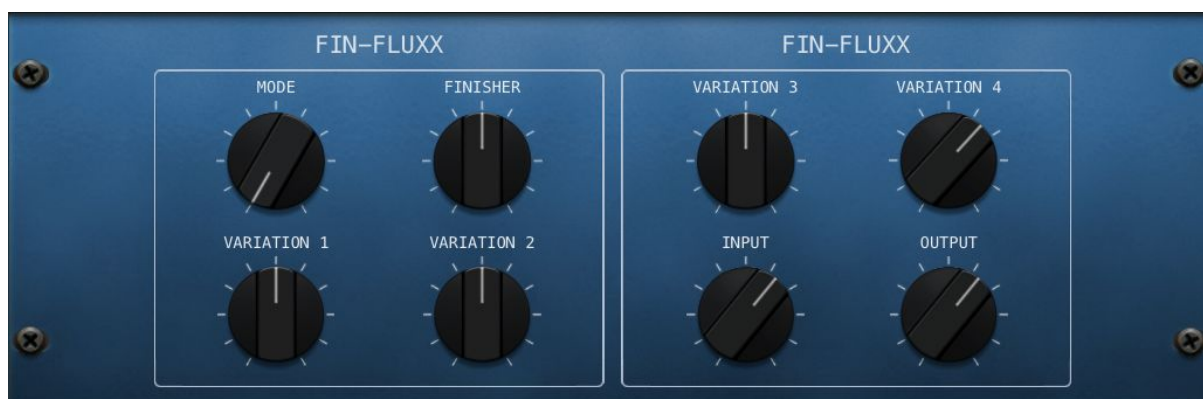 FIN-FLUXX
MODE
FINISHER
VARIATION 1
VARIATION 2
FIN-FLUXX
VARIATION 3
VARIATION 4
INPUT
OUTPUT